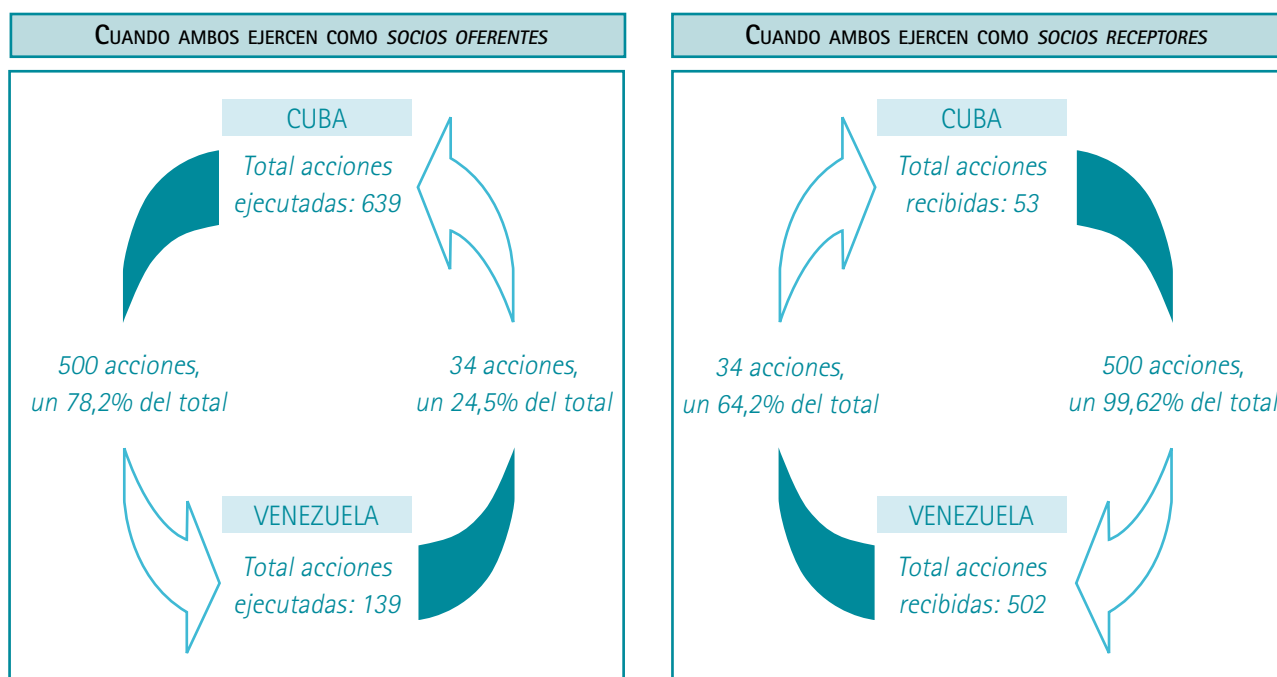 CUANDO AMBOS EJERCEN COMO SOCIOS OFERENTES
CUBA
Total acciones
ejecutadas: 639
500 acciones,
un 78,2% del total
34 acciones,
un 24,5% del total
VENEZUELA
Total acciones
ejecutadas: 139
CUANDO AMBOS EJERCEN COMO SOCIOS RECEPTORES
CUBA
Total acciones
recibidas: 53
34 acciones,
un 64,2% del total
500 acciones,
un 99,62% del total
VENEZUELA
Total acciones
recibidas: 502